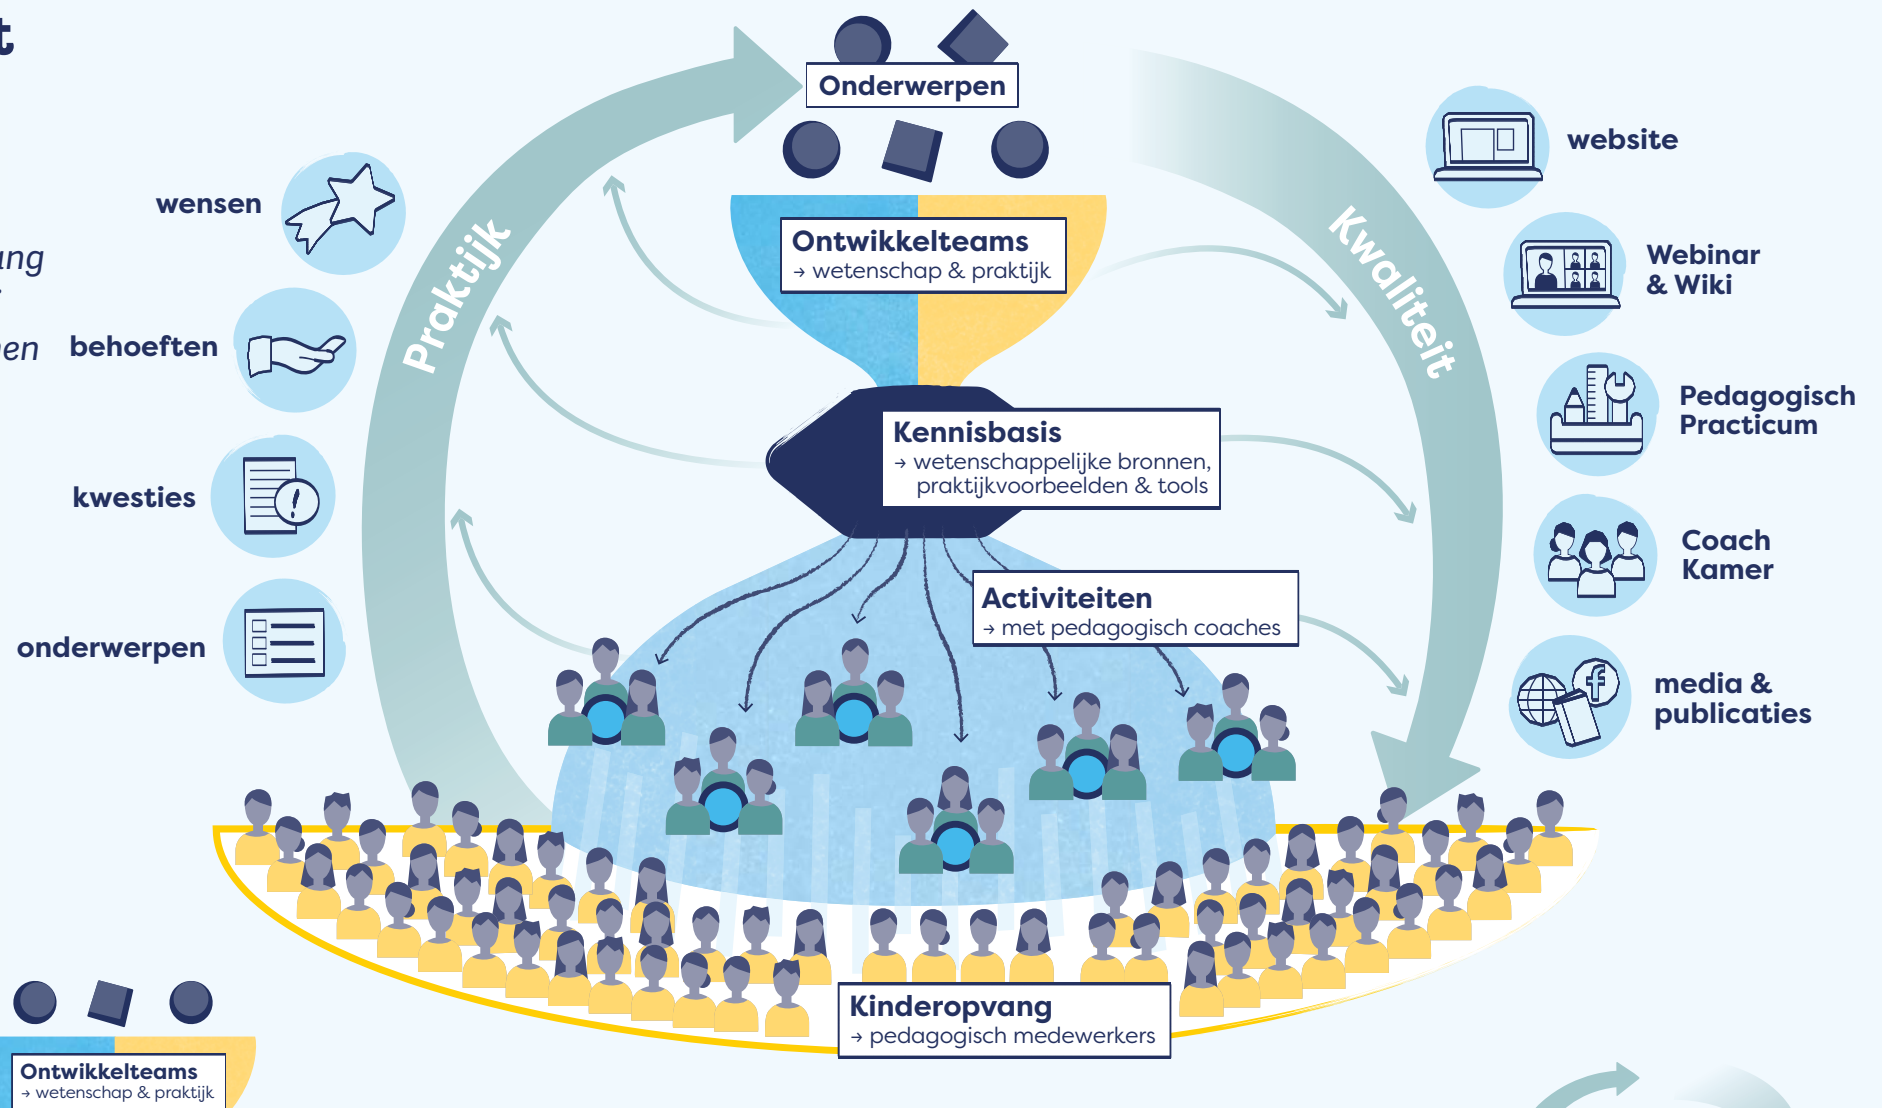 Onderwerpen
Praktijk
Kwaliteit
wensen
behoeften
kwesties
onderwerpen
Ontwikkelteams
→ wetenschap & praktijk
Kennisbasis
→ wetenschappelijke bronnen,
praktijkvoorbeelden & tools
Activiteiten
→ met pedagogisch coaches
Kinderopvang
→ pedagogisch medewerkers
website
Webinar
& Wiki
Pedagogisch
Practicum
Coach
Kamer
media &
publicaties
Ontwikkelteams
→ wetenschap & praktijk